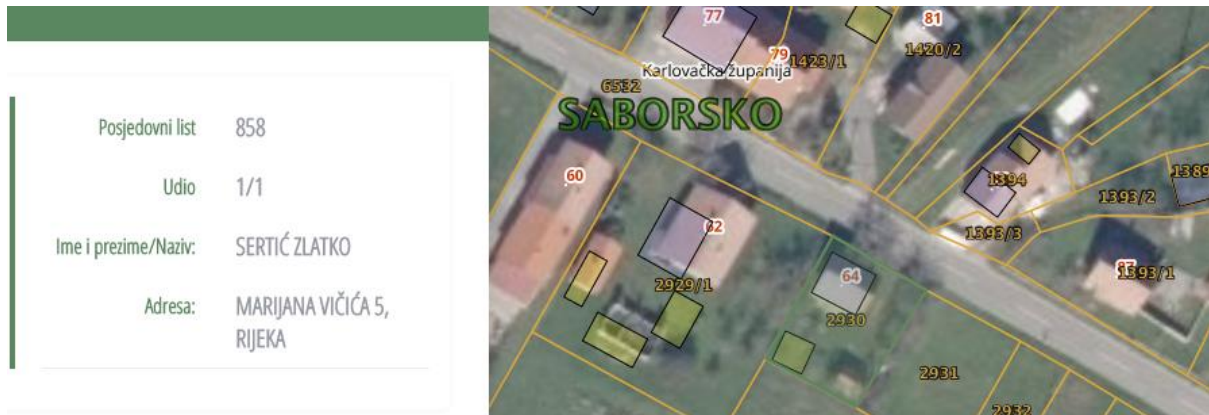 Posjedovni list 858
Udio 1/1
Ime i prezime/Naziv: SERTIĆ ZLATKO
Adresa: MARIJANA VIČIĆA 5,
RIJEKA
77
81
79
1423/1
1420/2
Karlovačka županija
6532
SABORSKO
60
1394
1389
1393/2
62
1393/3
64
1393/1
2929/1
2930
2931
2932